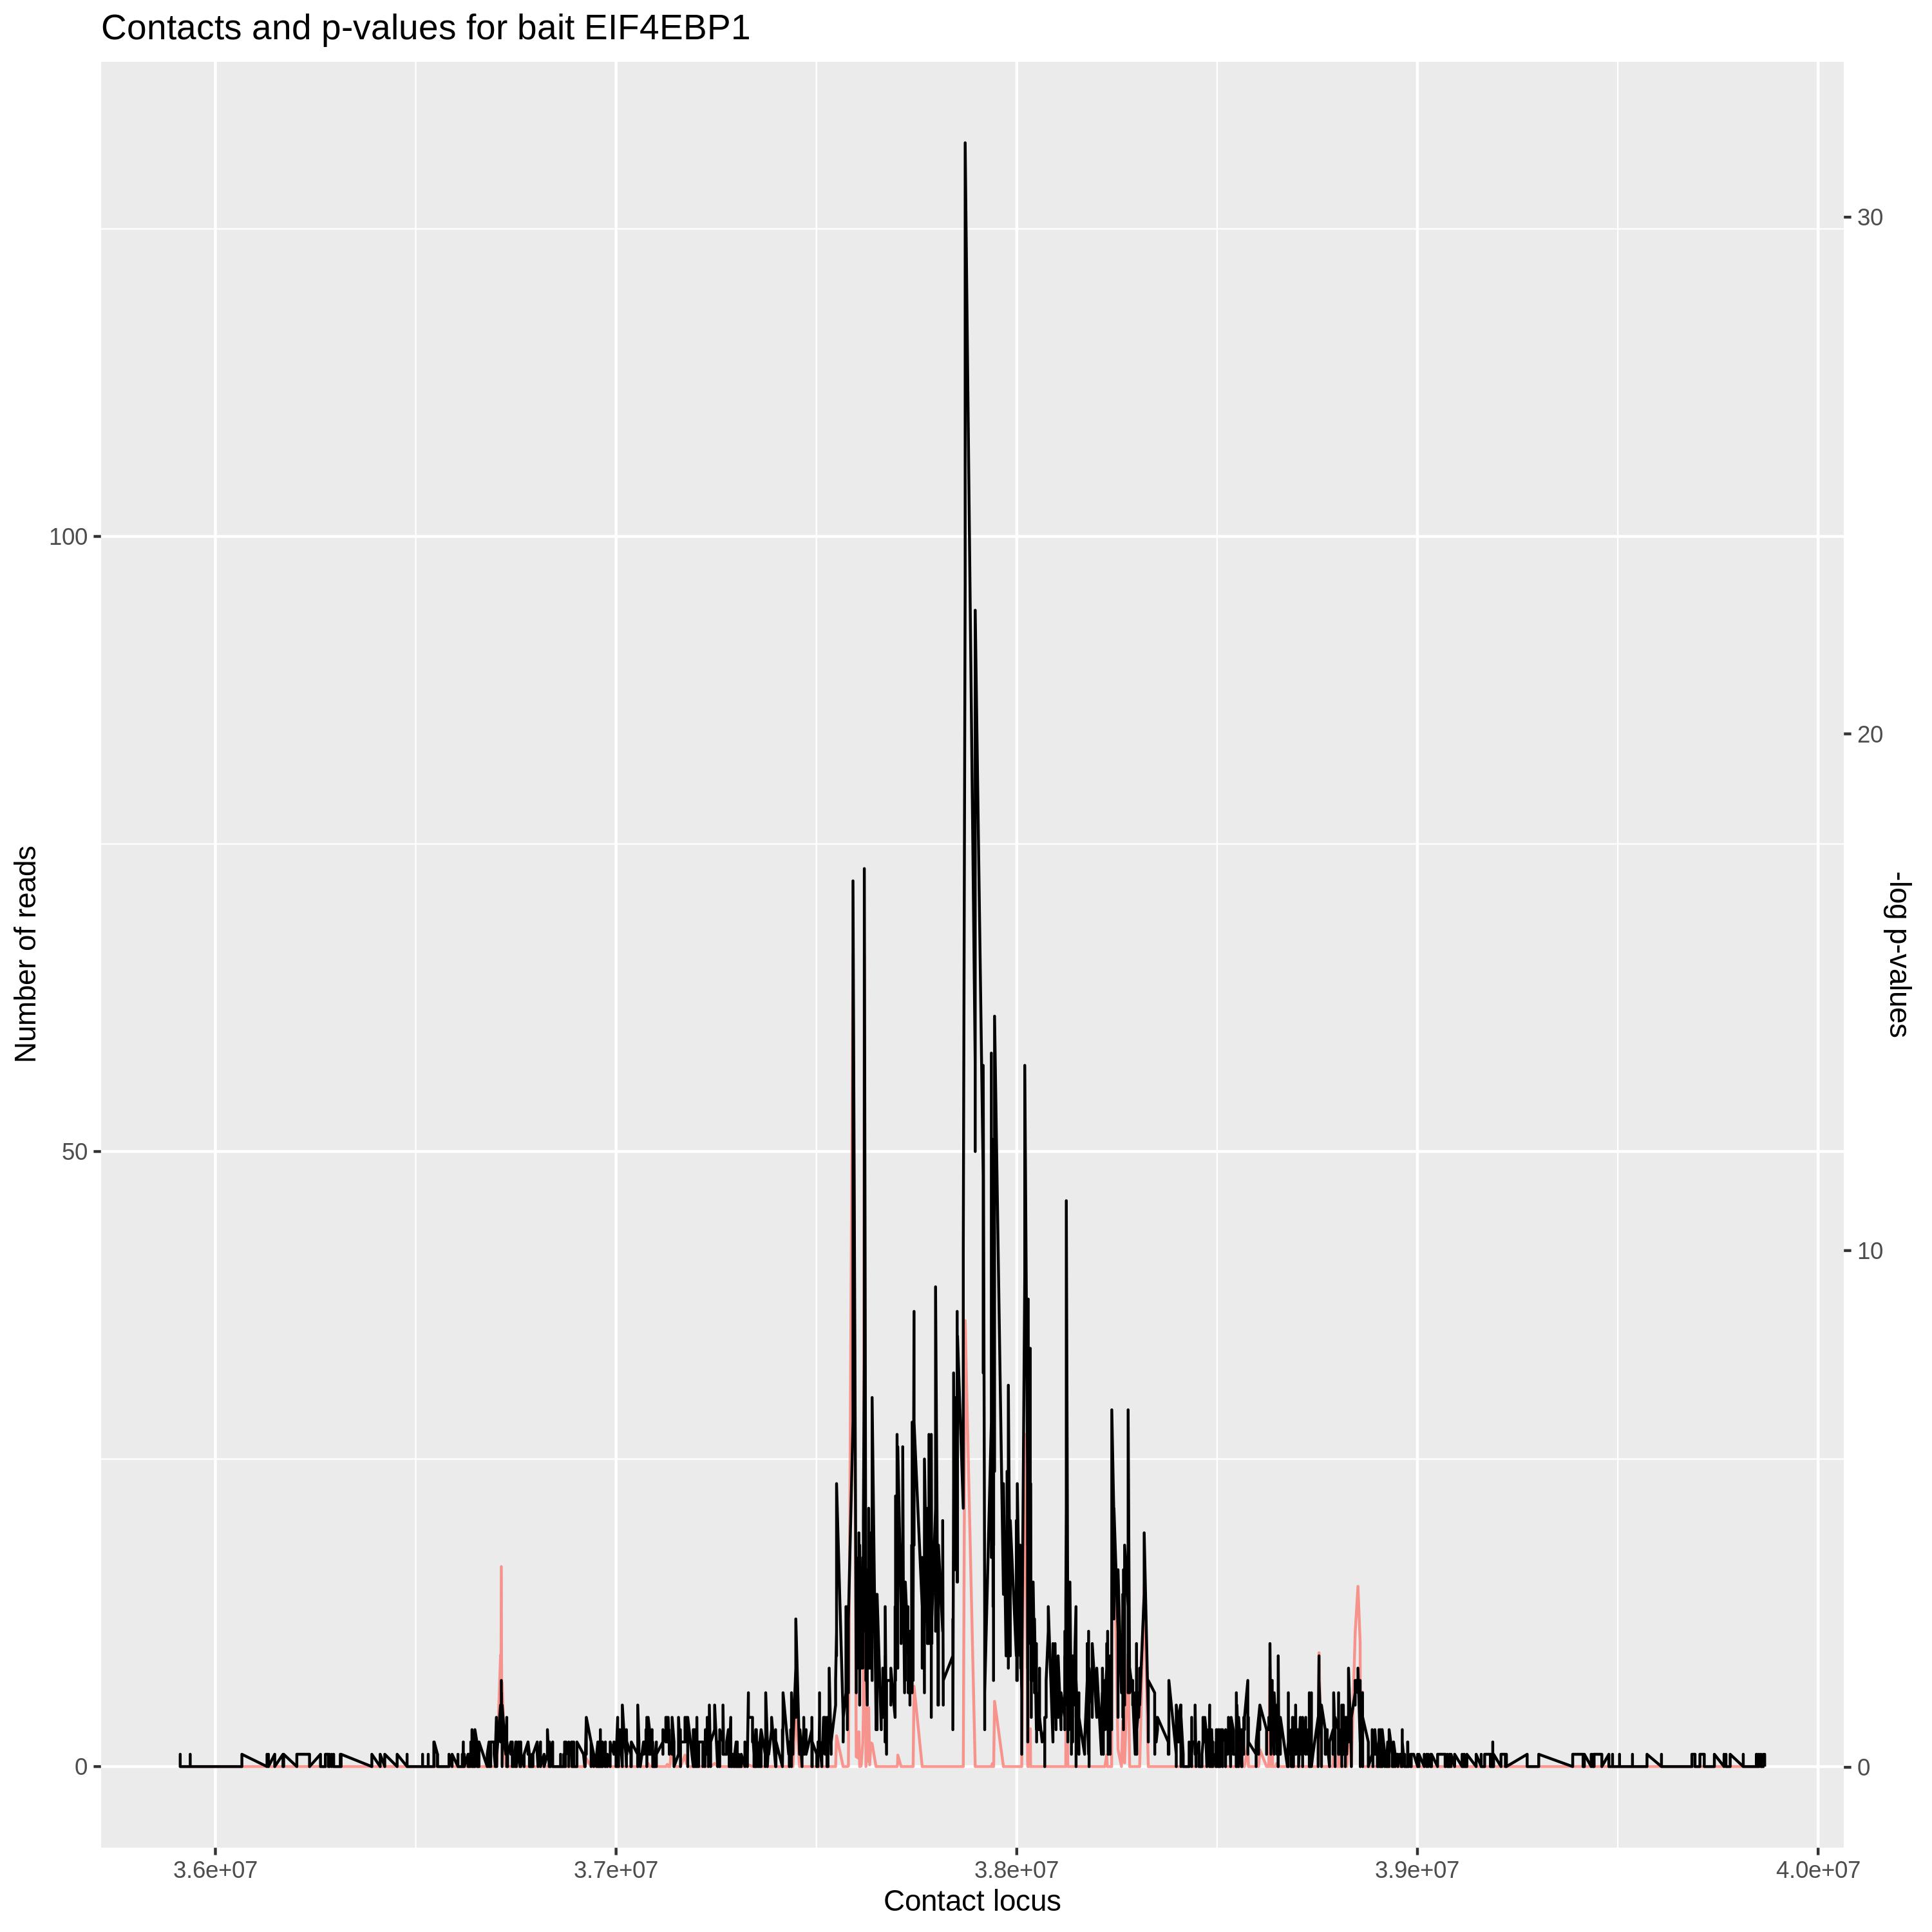 Contacts and p-values for bait EIF4EBP1
30
100
20
Number of reads
-log p-values
50
10
0
0
3.6e+07
3.7e+07
3.8e+07
3.9e+07
4.0e+07
Contact locus